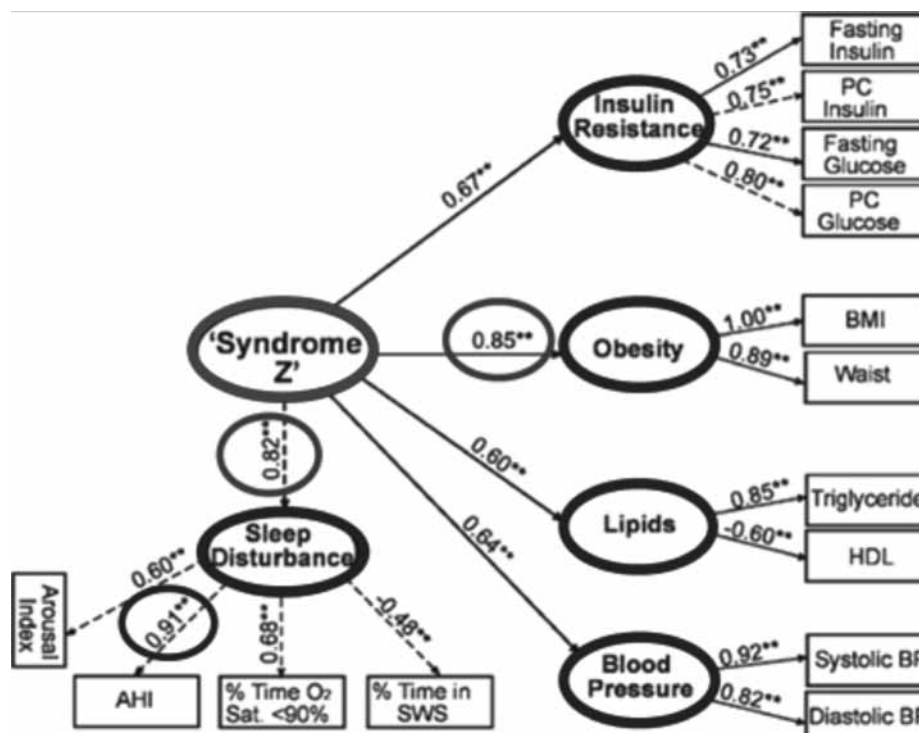 Fasting
Insulin
0.73**
PC
Insulin
0.75**
Insulin
Resistance
Fasting
Glucose
0.72**
PC
Glucose
0.80**
0.67**
'Syndrome
Z'
0.85**
Obesity
1.00**
BMI
0.89**
Waist
0.82**
0.60**
Lipids
0.85**
Triglyceride
-0.60**
HDL
0.64**
Sleep
Disturbance
0.60**
Arousal
Index
0.91**
AHI
0.68**
% Time O₂
Sat. <90%
-0.48**
% Time in
SWS
Blood
Pressure
0.92**
Systolic BP
0.82**
Diastolic BP